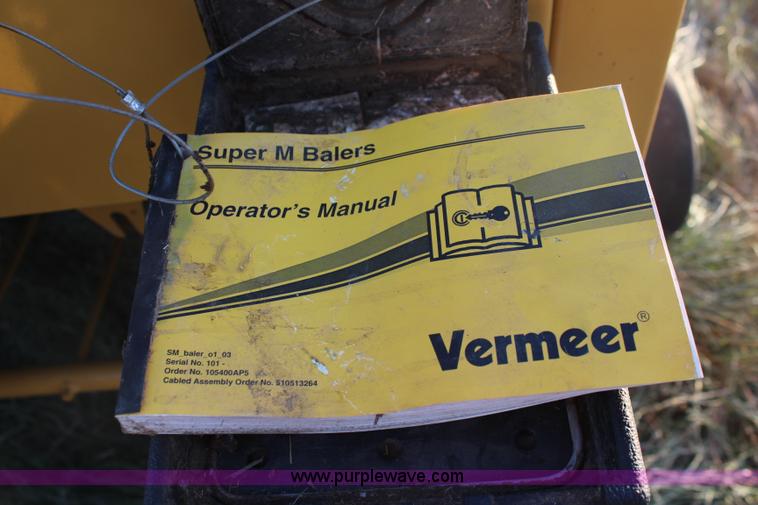 Super M Balers
Operator's Manual
Vermeer®
SM_baler_o1_03
Serial No. 101 -
Order No. 105400AP5
Cabled Assembly Order No. 510513264
www.purplewave.com